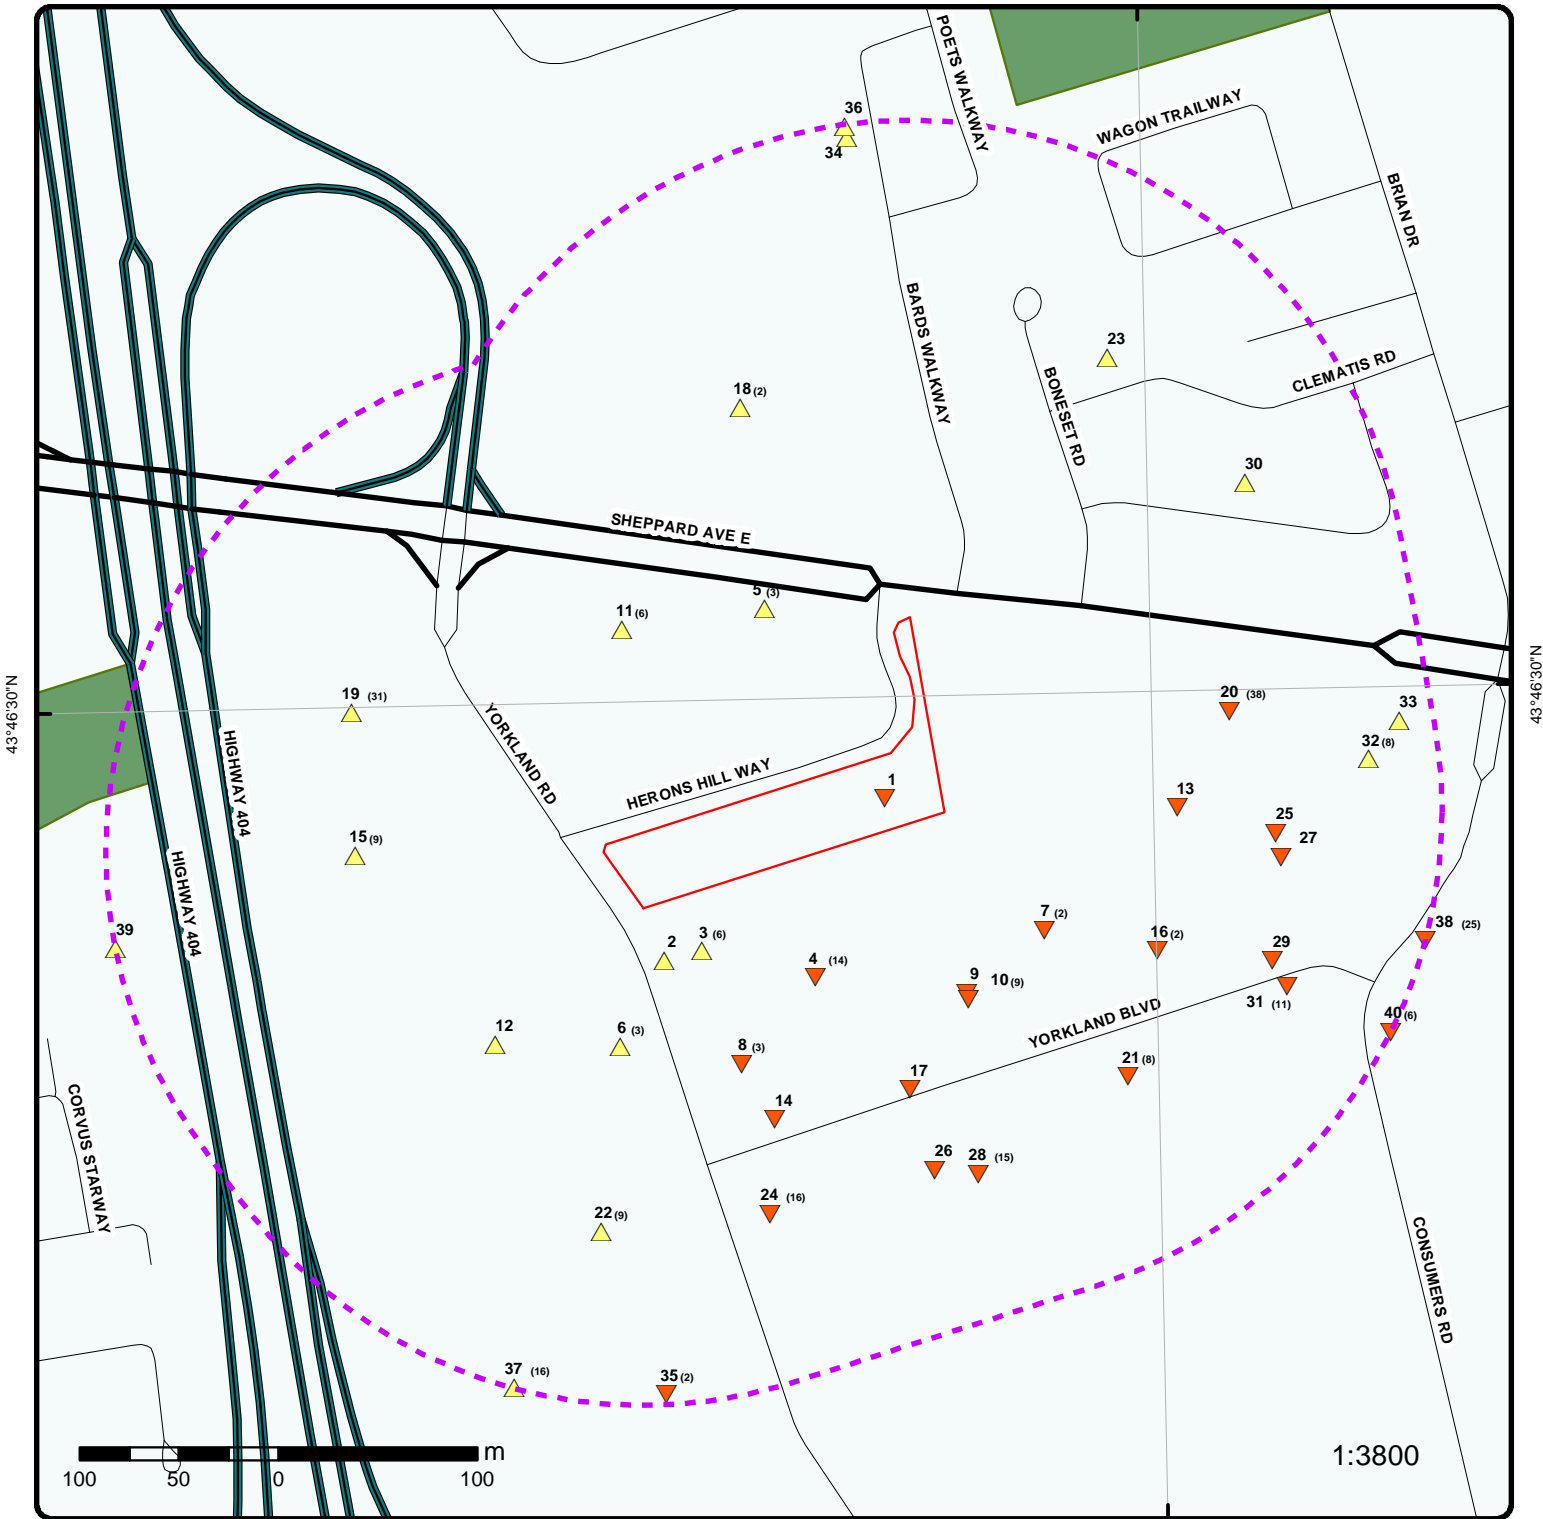 POETS WALKWAY
36
34
WAGON TRAILWAY
BRIAN DR
BARDS WALKWAY
23
CLEMATIS RD
18 (2)
BONESET RD
30
SHEPPARD AVE E
5 (3)
11 (6)
43°46'30"N
19 (31)
20 (38)
33
32 (8)
43°46'30"N
YORKLAND RD
HIGHWAY 404
HERONS HILL WAY
1
13
25
27
15 (9)
HIGHWAY 404
39
2
3 (6)
4 (14)
7 (2)
16 (2)
38 (25)
29
9
10 (9)
31 (11)
40 (6)
YORKLAND BLVD
12
6 (3)
8 (3)
21 (8)
17
14
CORVUS STARWAY
26
28 (15)
24 (16)
22 (9)
CONSUMERS RD
37 (16)
35 (2)
m
100 50 0 100
1:3800